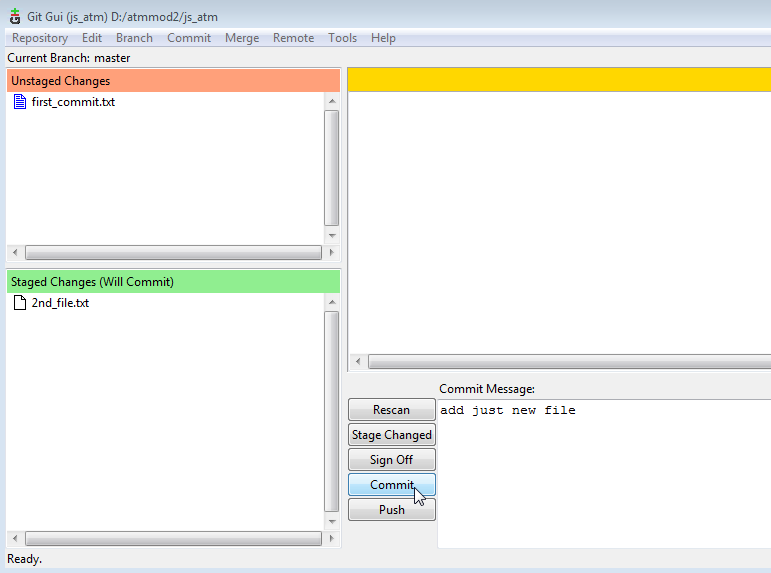 Git Gui (js_atm) D:/atmmod2/js_atm
Repository Edit Branch Commit Merge Remote Tools Help
Current Branch: master
Unstaged Changes
first_commit.txt
Staged Changes (Will Commit)
2nd_file.txt
Commit Message:
Rescan
add just new file
Stage Changed
Sign Off
Commit
Push
Ready.